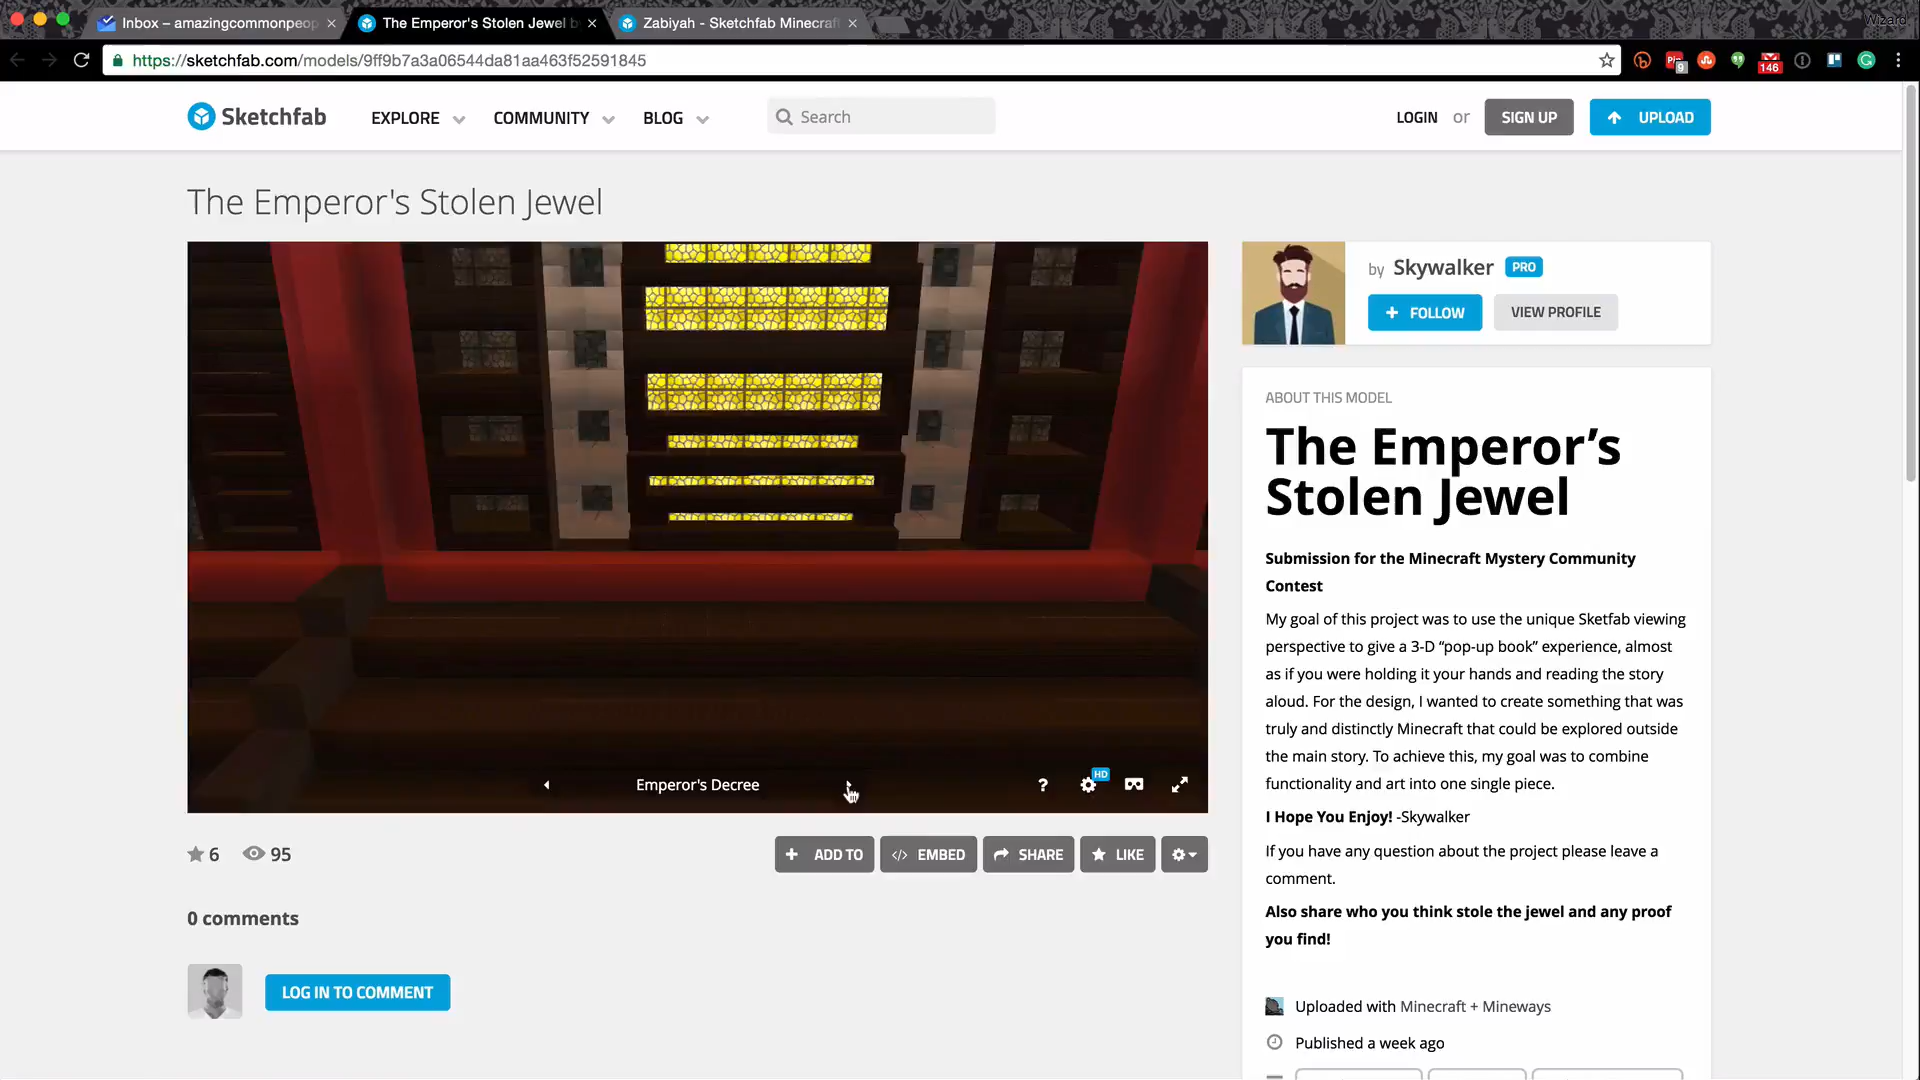 Wizard
Inbox – amazingcommonpeop
The Emperor's Stolen Jewel b
Zabiyah - Sketchfab Minecraft
https://sketchfab.com/models/9ff9b7a3a06544da81aa463f52591845
9
146
Sketchfab
EXPLORE
COMMUNITY
BLOG
Search
LOGIN or
SIGN UP
UPLOAD
The Emperor's Stolen Jewel
by Skywalker PRO
+ FOLLOW
VIEW PROFILE
ABOUT THIS MODEL
The Emperor’s
Stolen Jewel
Submission for the Minecraft Mystery Community
Contest
My goal of this project was to use the unique Sketfab viewing
perspective to give a 3-D “pop-up book” experience, almost
as if you were holding it your hands and reading the story
aloud. For the design, I wanted to create something that was
truly and distinctly Minecraft that could be explored outside
the main story. To achieve this, my goal was to combine
functionality and art into one single piece.
I Hope You Enjoy! -Skywalker
If you have any question about the project please leave a
comment.
Also share who you think stole the jewel and any proof
you find!
Uploaded with Minecraft + Mineways
Published a week ago
Emperor's Decree
?
HD
6
95
+ ADD TO
</> EMBED
SHARE
LIKE
0 comments
LOG IN TO COMMENT